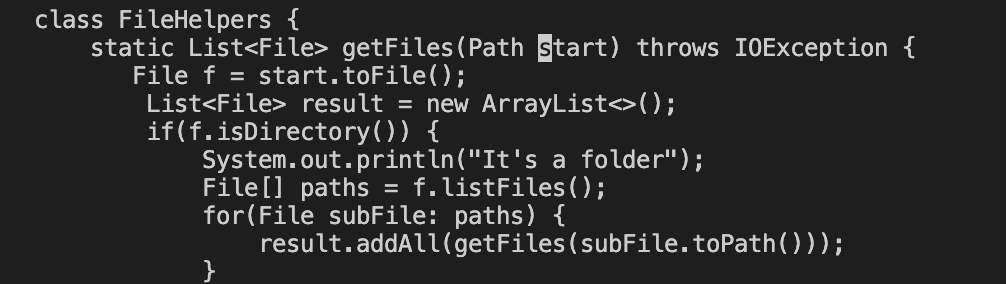 class FileHelpers {
    static List<File> getFiles(Path start) throws IOException {
       File f = start.toFile();
        List<File> result = new ArrayList<>();
        if(f.isDirectory()) {
            System.out.println("It's a folder");
            File[] paths = f.listFiles();
            for(File subFile: paths) {
                result.addAll(getFiles(subFile.toPath()));
            }